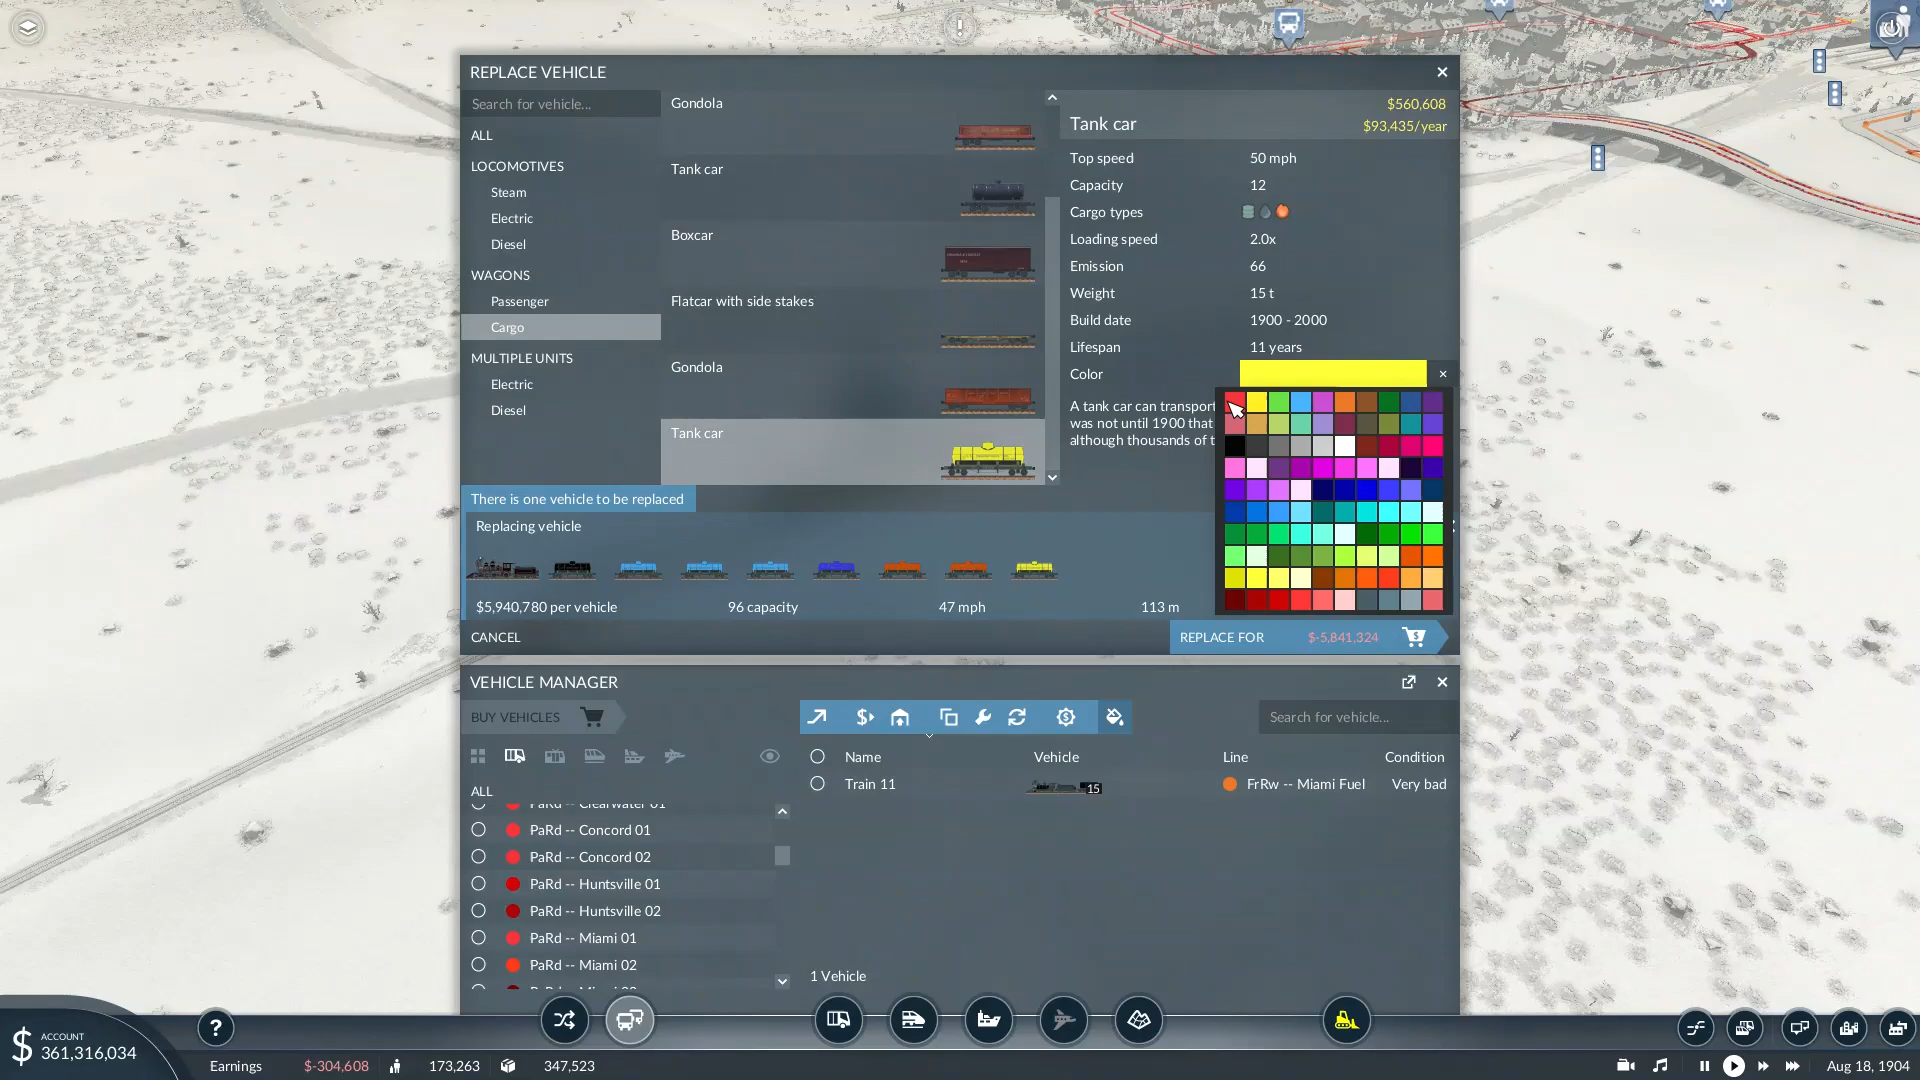 REPLACE VEHICLE
Search for vehicle...
ALL
LOCOMOTIVES
Steam
Electric
Diesel
WAGONS
Passenger
Cargo
MULTIPLE UNITS
Electric
Diesel
Gondola
Tank car
Boxcar
Flatcar with side stakes
Gondola
Tank car
$560,608
Tank car
$93,435/year
Top speed 50 mph
Capacity 12
Cargo types
Loading speed 2.0x
Emission 66
Weight 15 t
Build date 1900 - 2000
Lifespan 11 years
Color
A tank car can transport
was not until 1900 that
although thousands of t
There is one vehicle to be replaced
Replacing vehicle
$5,940,780 per vehicle 96 capacity 47 mph 113 m
CANCEL
REPLACE FOR $-5,841,324
VEHICLE MANAGER
BUY VEHICLES
Search for vehicle...
ALL
PaRd -- Clearwater 01
PaRd -- Concord 01
PaRd -- Concord 02
PaRd -- Huntsville 01
PaRd -- Huntsville 02
PaRd -- Miami 01
PaRd -- Miami 02
Name Vehicle Line Condition
Train 11 15 FrRw -- Miami Fuel Very bad
1 Vehicle
ACCOUNT
361,316,034
Earnings $-304,608 173,263 347,523
Aug 18, 1904